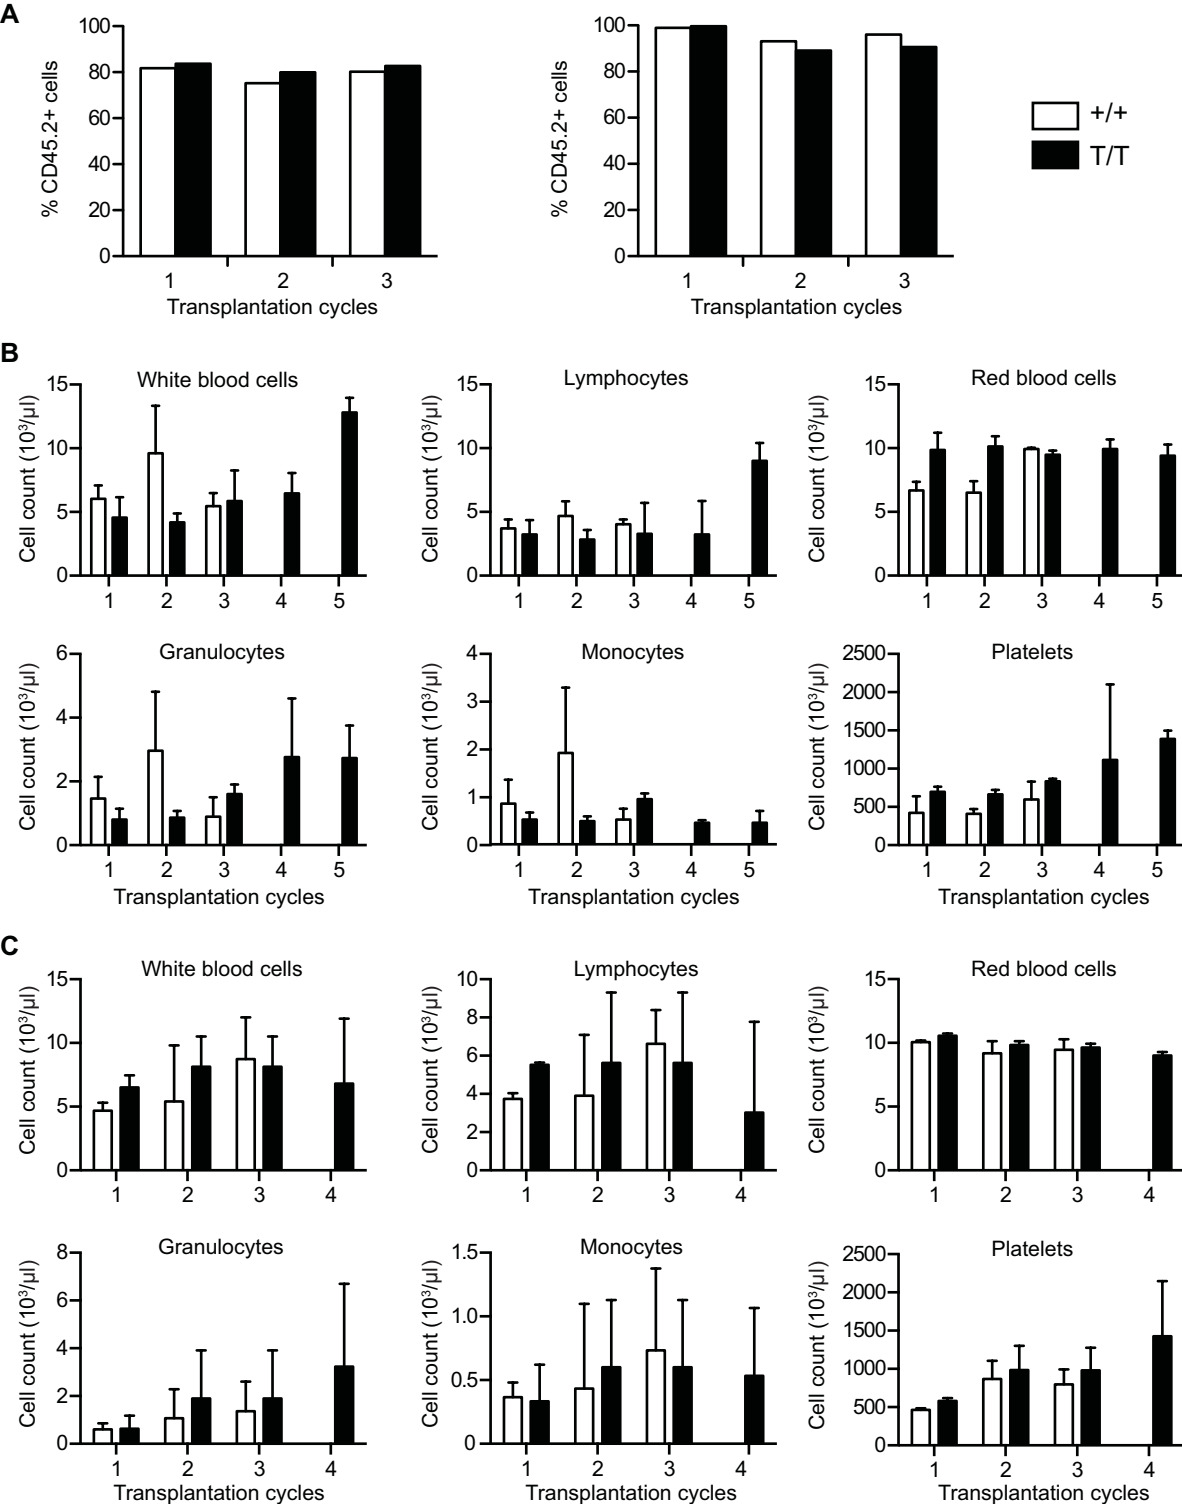 A
100
80
60
40
20
0
% CD45.2+ cells
1 2 3
Transplantation cycles
100
80
60
40
20
0
% CD45.2+ cells
1 2 3
Transplantation cycles
+/+
T/T
B
White blood cells
15
10
5
0
Cell count (10³/µl)
1 2 3 4 5
Lymphocytes
15
10
5
0
Cell count (10³/µl)
1 2 3 4 5
Red blood cells
15
10
5
0
Cell count (10³/µl)
1 2 3 4 5
Granulocytes
6
4
2
0
Cell count (10³/µl)
1 2 3 4 5
Transplantation cycles
Monocytes
4
3
2
1
0
Cell count (10³/µl)
1 2 3 4 5
Transplantation cycles
Platelets
2500
2000
1500
1000
500
0
Cell count (10³/µl)
1 2 3 4 5
Transplantation cycles
C
White blood cells
15
10
5
0
Cell count (10³/µl)
1 2 3 4
Lymphocytes
10
8
6
4
2
0
Cell count (10³/µl)
1 2 3 4
Red blood cells
15
10
5
0
Cell count (10³/µl)
1 2 3 4
Granulocytes
8
6
4
2
0
Cell count (10³/µl)
1 2 3 4
Transplantation cycles
Monocytes
1.5
1.0
0.5
0
Cell count (10³/µl)
1 2 3 4
Transplantation cycles
Platelets
2500
2000
1500
1000
500
0
Cell count (10³/µl)
1 2 3 4
Transplantation cycles